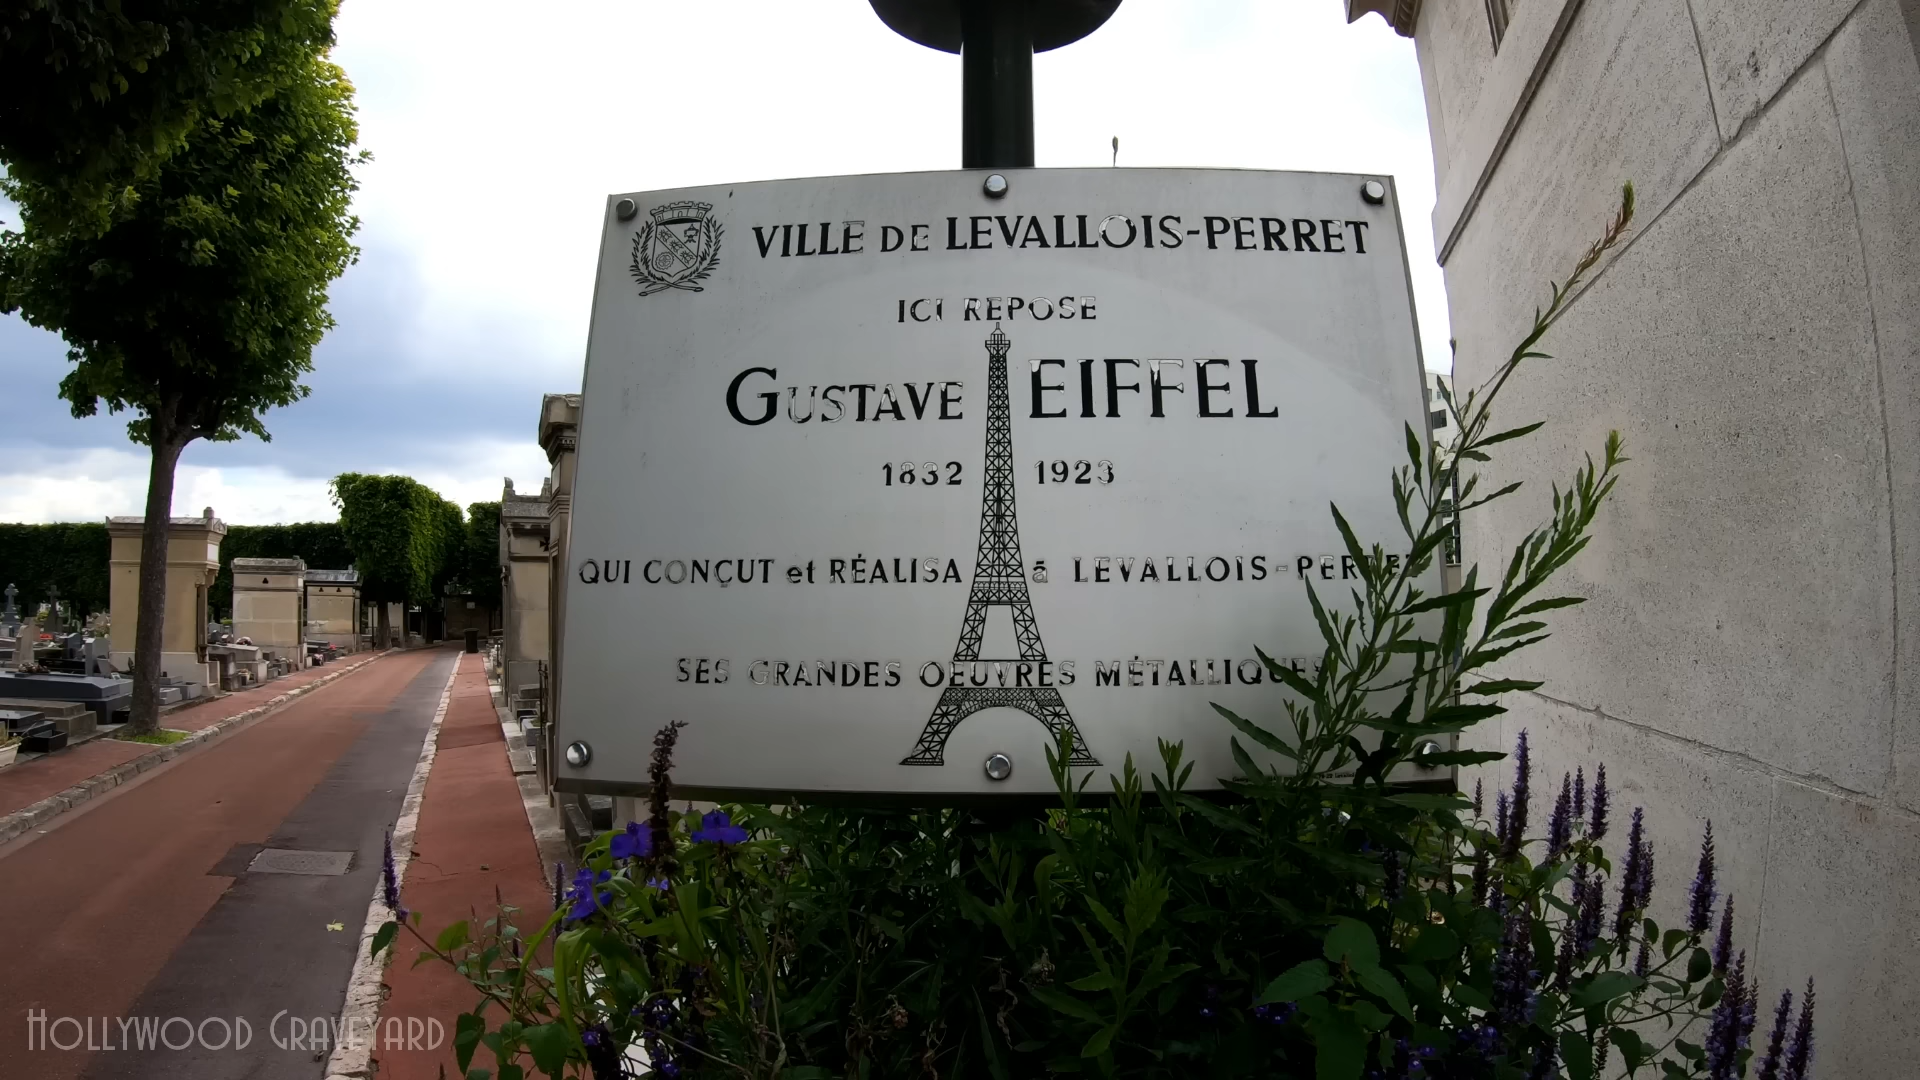 VILLE DE LEVALLOIS-PERRET
ICI REPOSE
GUSTAVE EIFFEL
1832 1923
QUI CONÇUT et RÉALISA à LEVALLOIS-PERRET
SES GRANDES OEUVRES MÉTALLIQUES
HOLLYWOOD GRAVEYARD